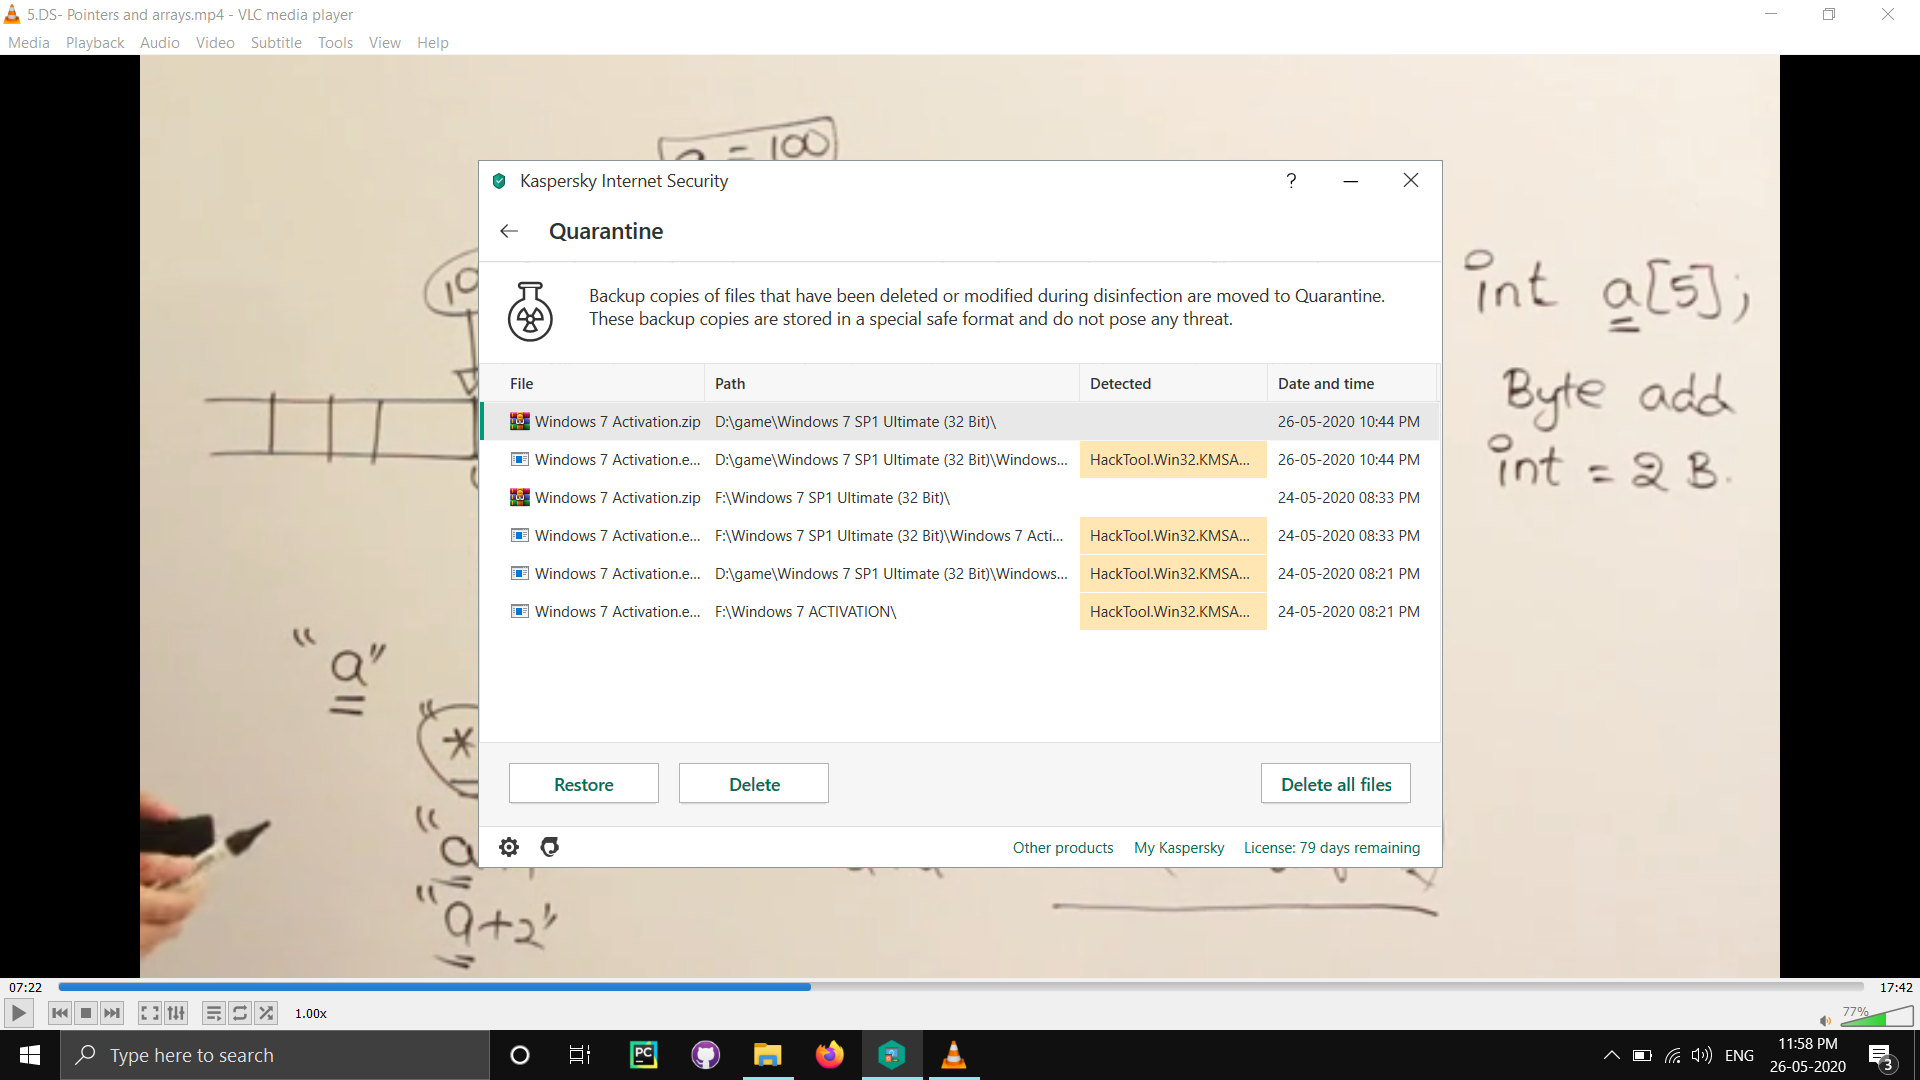 5.DS- Pointers and arrays.mp4 - VLC media player
Media Playback Audio Video Subtitle Tools View Help
= 100
Kaspersky Internet Security
?
Quarantine
Backup copies of files that have been deleted or modified during disinfection are moved to Quarantine.
These backup copies are stored in a special safe format and do not pose any threat.
File Path Detected Date and time
Windows 7 Activation.zip D:\game\Windows 7 SP1 Ultimate (32 Bit)\ 26-05-2020 10:44 PM
Windows 7 Activation.e... D:\game\Windows 7 SP1 Ultimate (32 Bit)\Windows... HackTool.Win32.KMSA... 26-05-2020 10:44 PM
Windows 7 Activation.zip F:\Windows 7 SP1 Ultimate (32 Bit)\ 24-05-2020 08:33 PM
Windows 7 Activation.e... F:\Windows 7 SP1 Ultimate (32 Bit)\Windows 7 Acti... HackTool.Win32.KMSA... 24-05-2020 08:33 PM
Windows 7 Activation.e... D:\game\Windows 7 SP1 Ultimate (32 Bit)\Windows... HackTool.Win32.KMSA... 24-05-2020 08:21 PM
Windows 7 Activation.e... F:\Windows 7 ACTIVATION\ HackTool.Win32.KMSA... 24-05-2020 08:21 PM
Restore Delete Delete all files
Other products My Kaspersky License: 79 days remaining
int a[5];
Byte add
int = 2 B.
"a"
"*
"a
"a+2"
07:22 17:42
1.00x 77%
Type here to search
PC
ENG
11:58 PM
26-05-2020
3